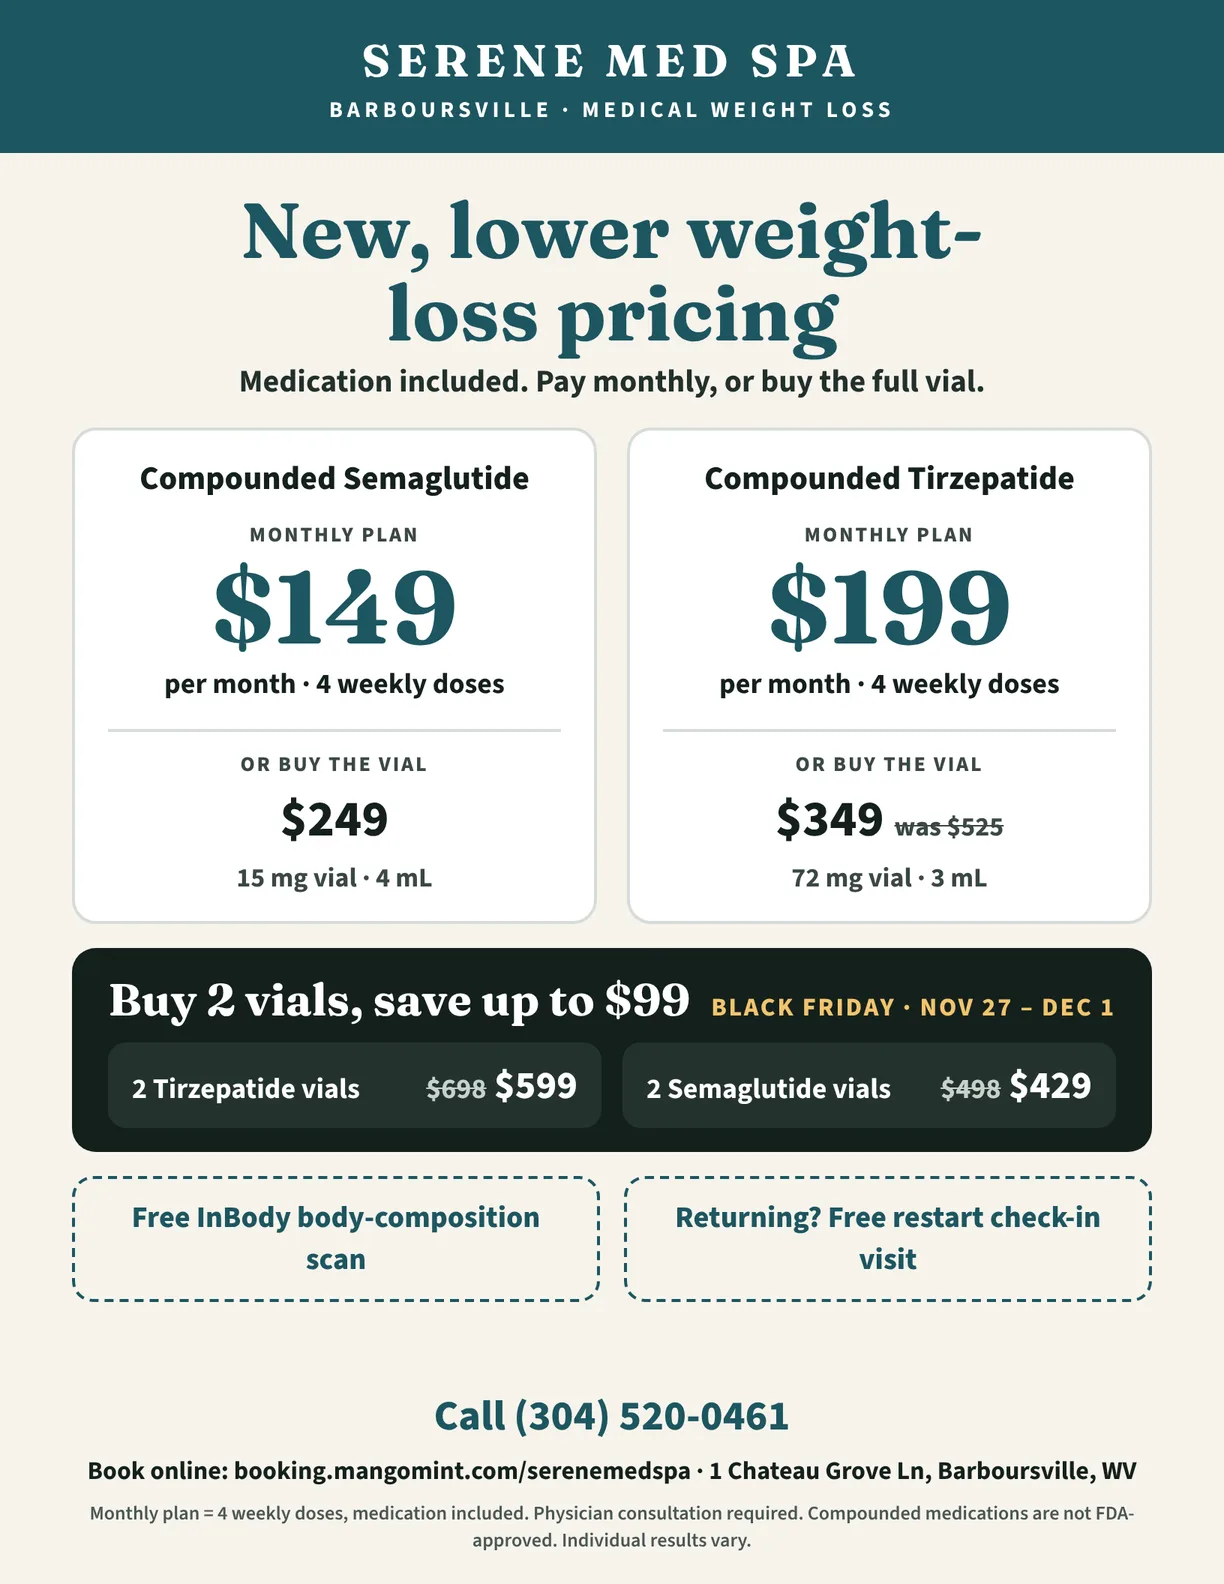 SERENE MED SPA
BARBOURSVILLE · MEDICAL WEIGHT LOSS
New, lower weight-
loss pricing
Medication included. Pay monthly, or buy the full vial.
Compounded Semaglutide
MONTHLY PLAN
$149
per month · 4 weekly doses
OR BUY THE VIAL
$249
15 mg vial · 4 mL
Compounded Tirzepatide
MONTHLY PLAN
$199
per month · 4 weekly doses
OR BUY THE VIAL
$349 was $525
72 mg vial · 3 mL
Buy 2 vials, save up to $99 BLACK FRIDAY · NOV 27 – DEC 1
2 Tirzepatide vials $698 $599
2 Semaglutide vials $498 $429
Free InBody body-composition
scan
Returning? Free restart check-in
visit
Call (304) 520-0461
Book online: booking.mangomint.com/serenemedspa · 1 Chateau Grove Ln, Barboursville, WV
Monthly plan = 4 weekly doses, medication included. Physician consultation required. Compounded medications are not FDA-
approved. Individual results vary.